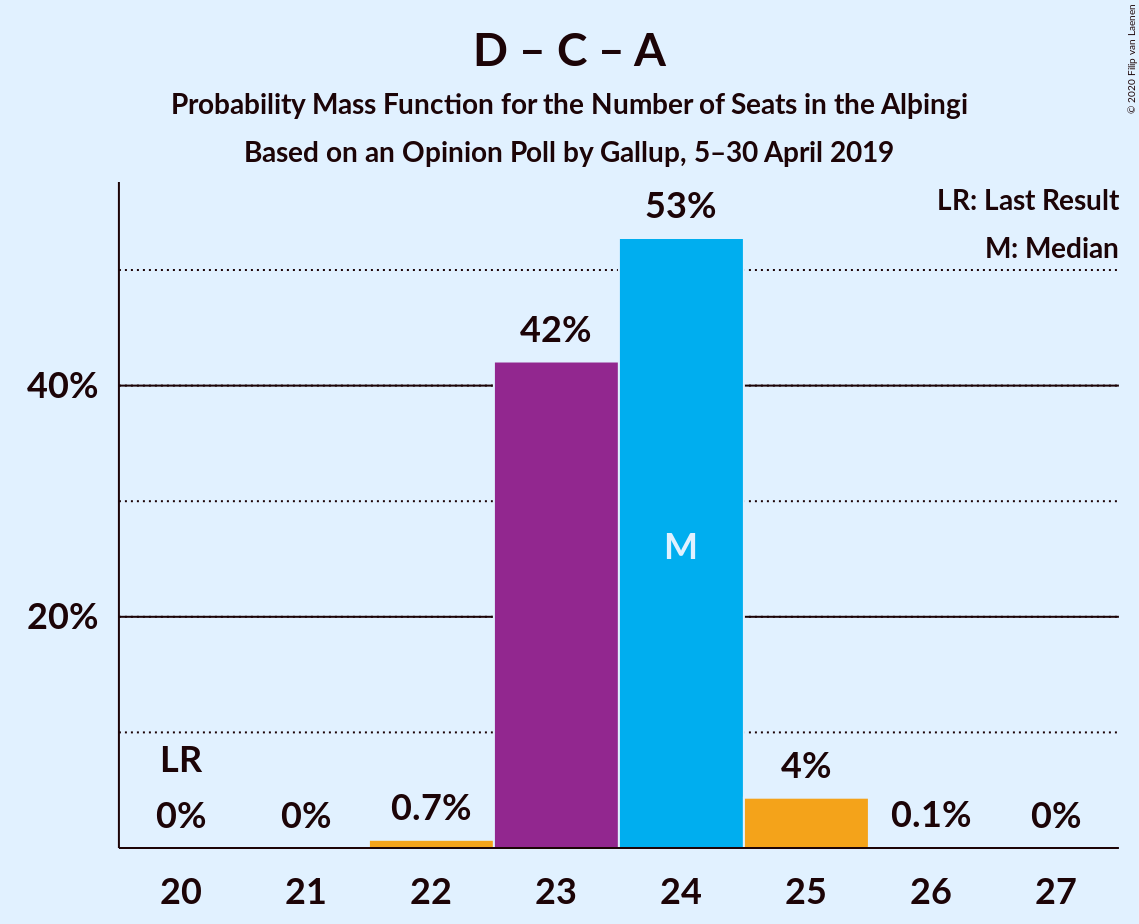 D – C – A
Probability Mass Function for the Number of Seats in the Alþingi
Based on an Opinion Poll by Gallup, 5–30 April 2019
© 2020 Filip van Laenen
LR: Last Result
M: Median
53%
42%
40%
M
20%
LR
0%
0%
0.7%
4%
0.1%
0%
20 21 22 23 24 25 26 27